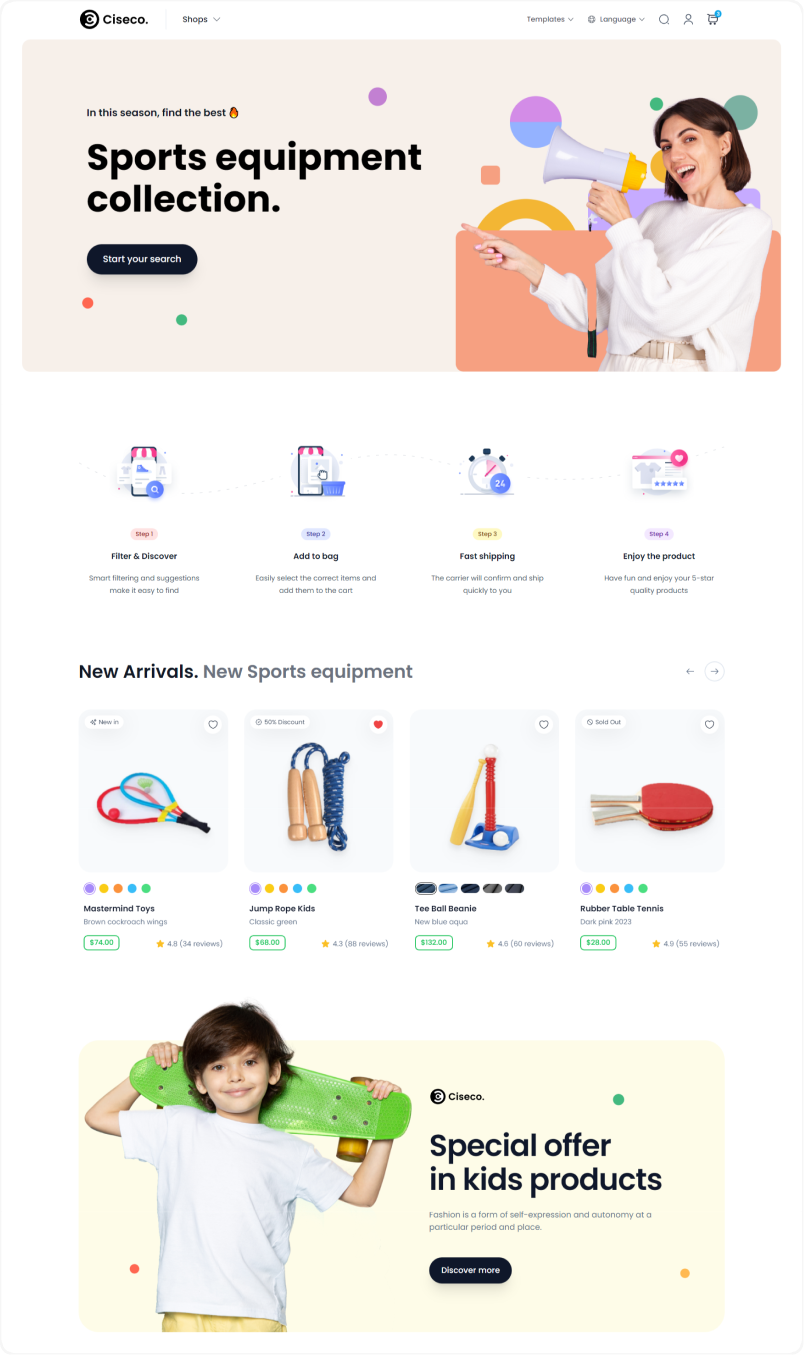 Ciseco.
Shops
Templates
Language
3
In this season, find the best 🔥
Sports equipment
collection.
Start your search
24
Step 1
Step 2
Step 3
Step 4
Filter & Discover
Add to bag
Fast shipping
Enjoy the product
Smart filtering and suggestions
make it easy to find
Easily select the correct items and
add them to the cart
The carrier will confirm and ship
quickly to you
Have fun and enjoy your 5-star
quality products
New Arrivals. New Sports equipment
New in
50% Discount
Sold Out
Mastermind Toys
Brown cockroach wings
$74.00
4.8 (34 reviews)
Jump Rope Kids
Classic green
$68.00
4.3 (88 reviews)
Tee Ball Beanie
New blue aqua
$132.00
4.6 (60 reviews)
Rubber Table Tennis
Dark pink 2023
$28.00
4.9 (55 reviews)
Ciseco.
Special offer
in kids products
Fashion is a form of self-expression and autonomy at a
particular period and place.
Discover more